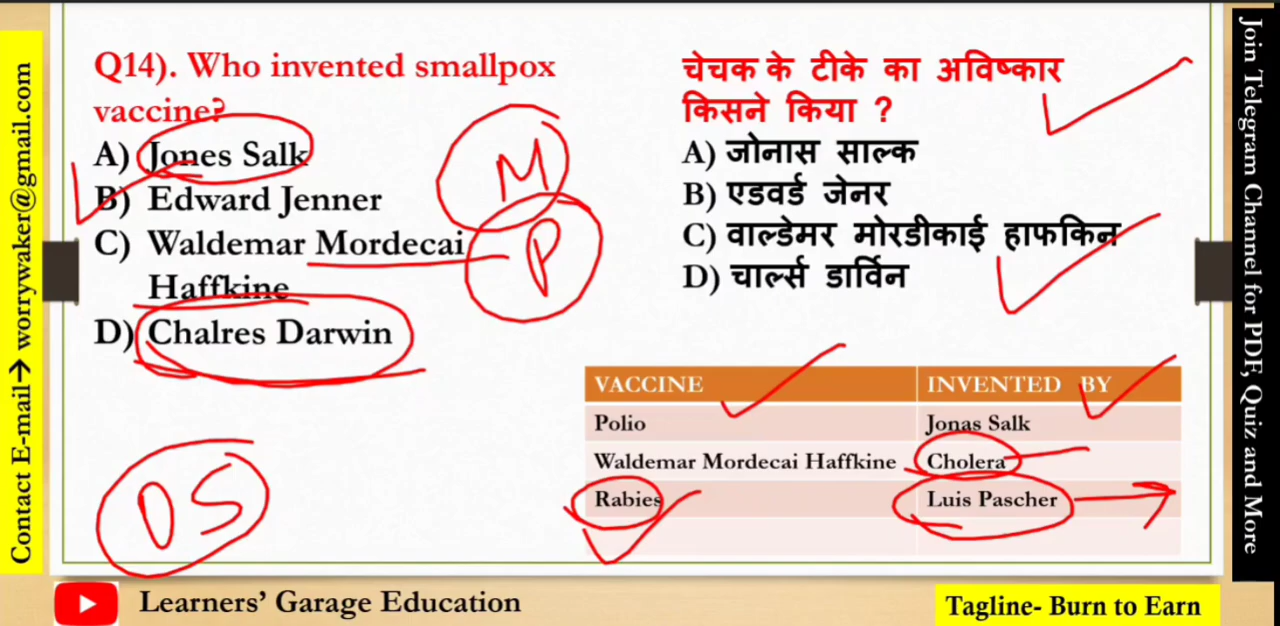 Contact E-mail→ worrywaker@gmail.com
Q14). Who invented smallpox
vaccine?
A) Jones Salk
B) Edward Jenner
C) Waldemar Mordecai
Haffkine
D) Chalres Darwin
M
P
OS
चेचक के टीके का अविष्कार
किसने किया ?
A) जोनास साल्क
B) एडवर्ड जेनर
C) वाल्डेमर मोरडीकाई हाफकिन
D) चार्ल्स डार्विन
VACCINE INVENTED BY
Polio Jonas Salk
Waldemar Mordecai Haffkine Cholera
Rabies Luis Pascher
Join Telegram Channel for PDF, Quiz and More
Learners’ Garage Education
Tagline- Burn to Earn